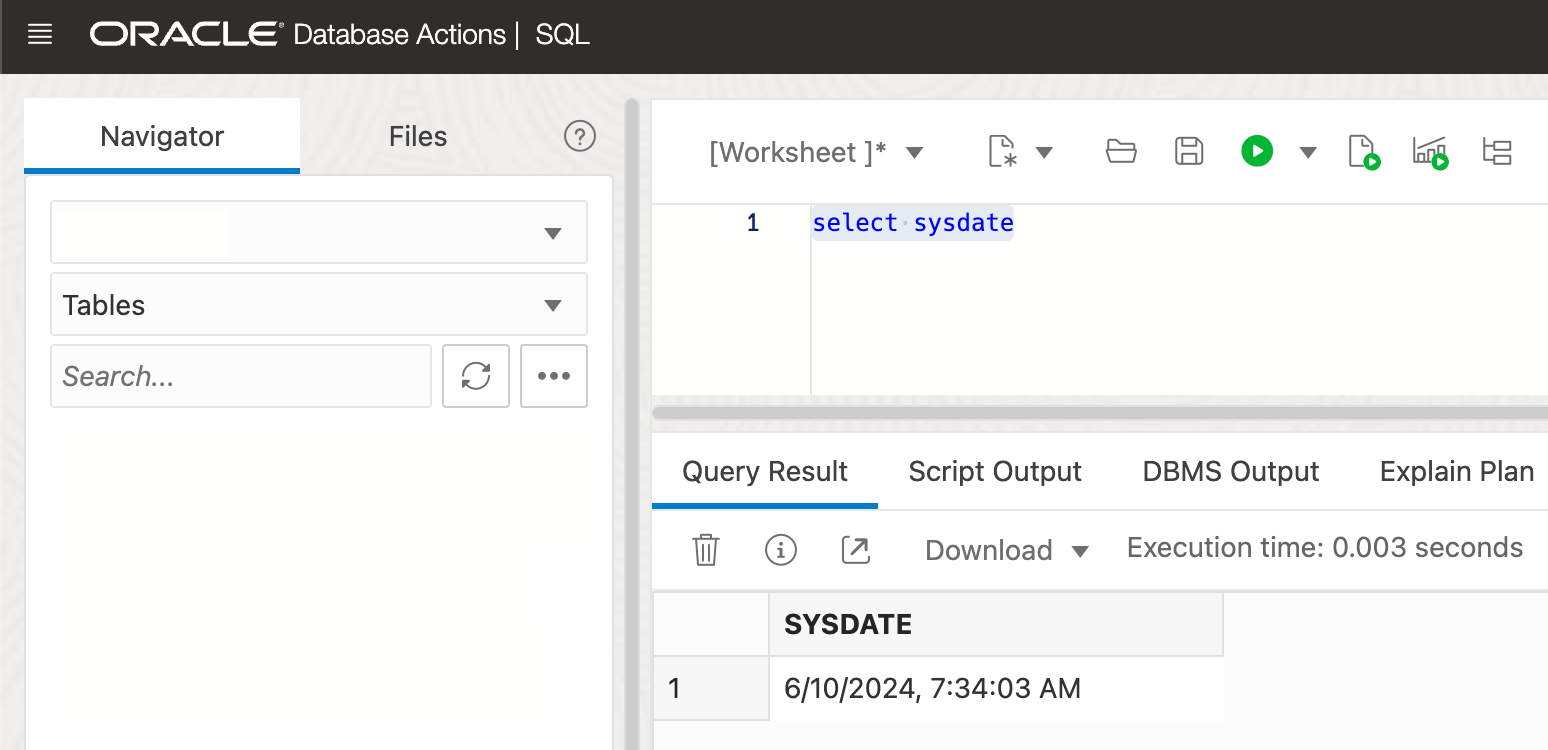 ORACLE® Database Actions | SQL
Navigator
Files
?
Tables
Search...
[Worksheet ]*
1 select sysdate
Query Result
Script Output
DBMS Output
Explain Plan
Download
Execution time: 0.003 seconds
SYSDATE
1 6/10/2024, 7:34:03 AM